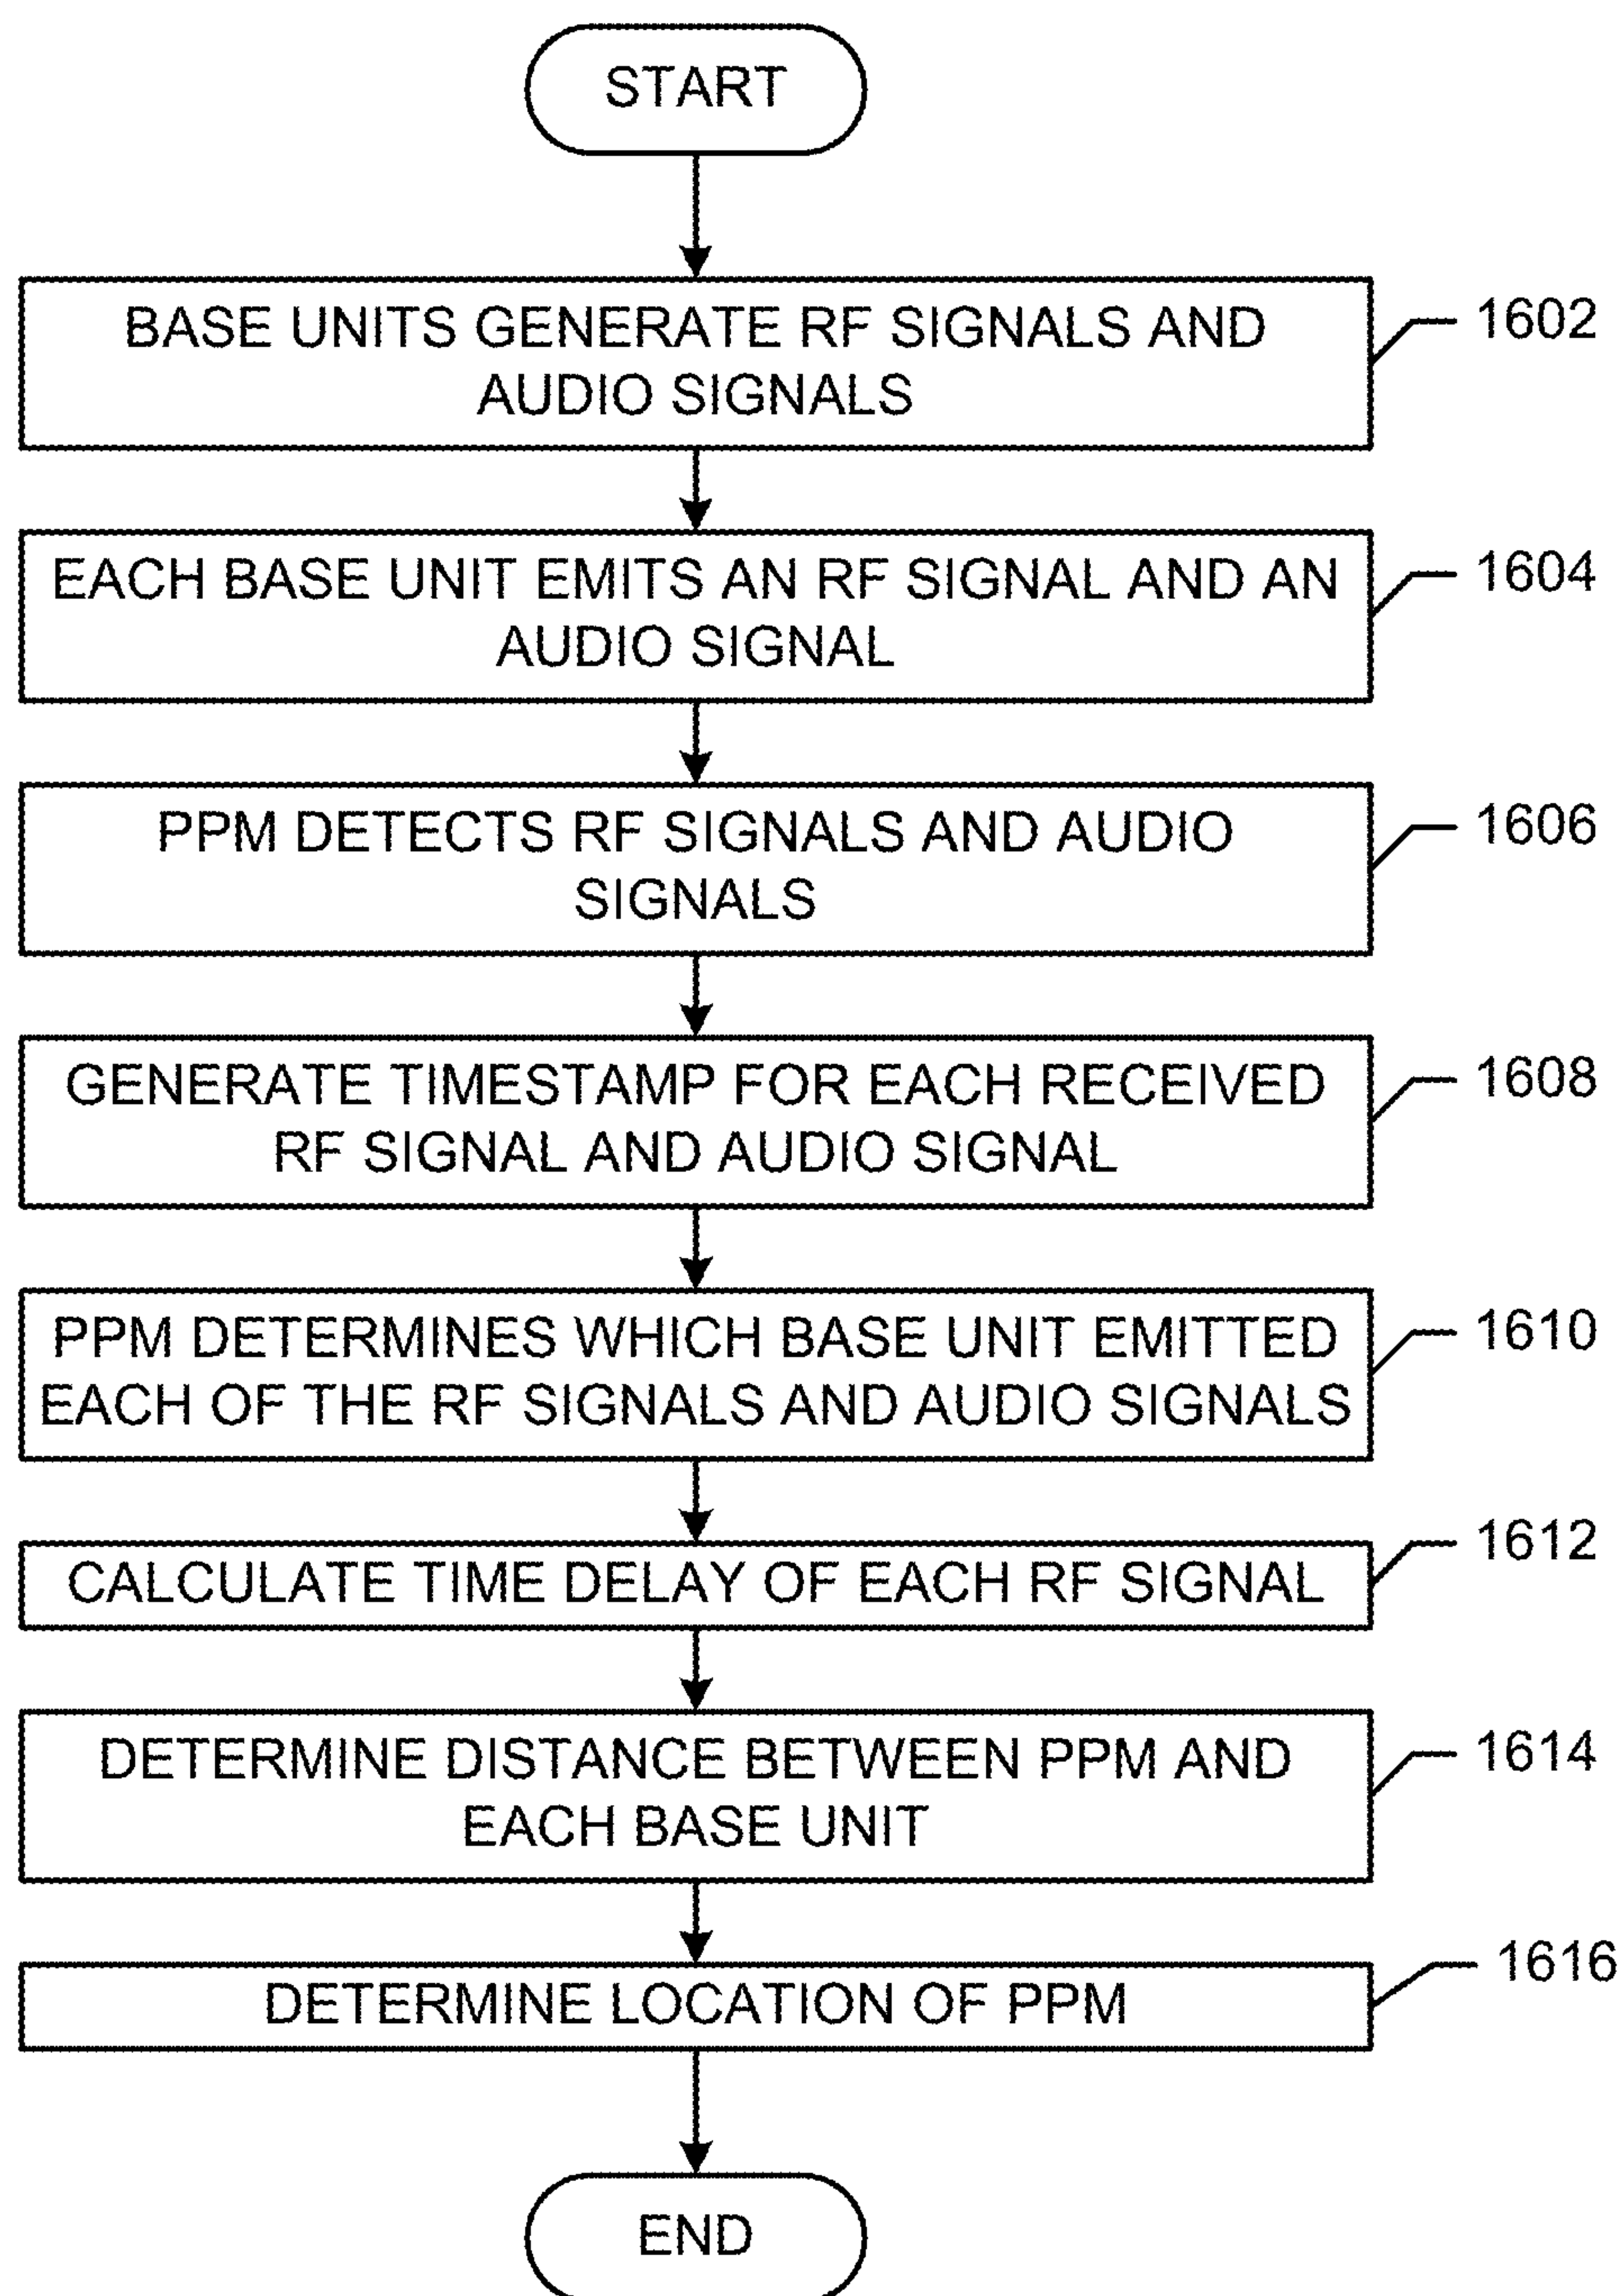 START
BASE UNITS GENERATE RF SIGNALS AND
AUDIO SIGNALS
1602
EACH BASE UNIT EMITS AN RF SIGNAL AND AN
AUDIO SIGNAL
1604
PPM DETECTS RF SIGNALS AND AUDIO
SIGNALS
1606
GENERATE TIMESTAMP FOR EACH RECEIVED
RF SIGNAL AND AUDIO SIGNAL
1608
PPM DETERMINES WHICH BASE UNIT EMITTED
EACH OF THE RF SIGNALS AND AUDIO SIGNALS
1610
CALCULATE TIME DELAY OF EACH RF SIGNAL
1612
DETERMINE DISTANCE BETWEEN PPM AND
EACH BASE UNIT
1614
DETERMINE LOCATION OF PPM
1616
END